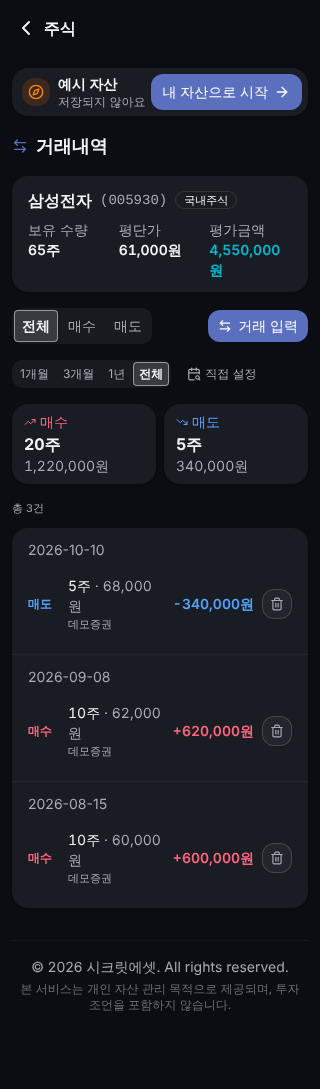 주식
예시 자산
저장되지 않아요
내 자산으로 시작
거래내역
삼성전자 (005930) 국내주식
보유 수량 평단가 평가금액
65주 61,000원 4,550,000
원
전체 매수 매도 거래 입력
1개월 3개월 1년 전체 직접 설정
매수 매도
20주 5주
1,220,000원 340,000원
총 3건
2026-10-10
매도 5주 · 68,000
원
데모증권
-340,000원
2026-09-08
매수 10주 · 62,000
원
데모증권
+620,000원
2026-08-15
매수 10주 · 60,000
원
데모증권
+600,000원
© 2026 시크릿에셋. All rights reserved.
본 서비스는 개인 자산 관리 목적으로 제공되며, 투자
조언을 포함하지 않습니다.